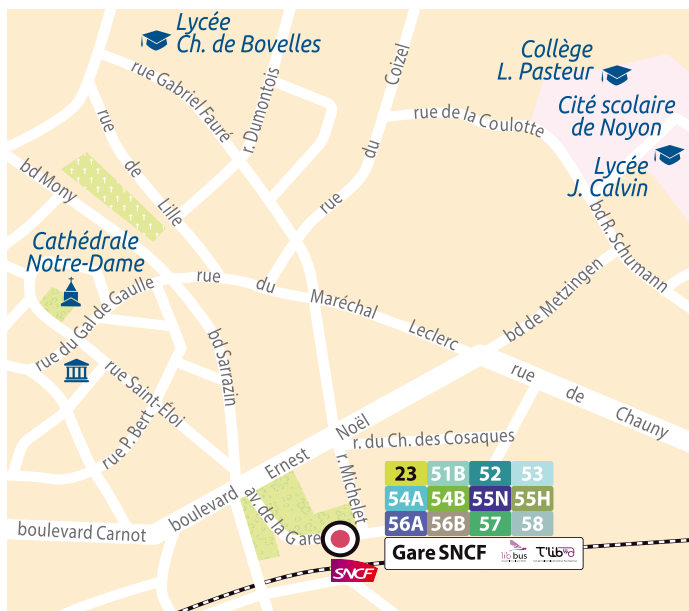 Lycée
Ch. de Bovelles
Collège
L. Pasteur
Cité scolaire
de Noyon
Lycée
J. Calvin
rue Gabriel Fauré
r. Dumontois
Coizel
du
rue
rue de la Coulotte
rue
de
Lille
bd Mony
bd R. Schumann
Cathédrale
Notre-Dame
rue du Gal de Gaulle
rue
du
Maréchal
Leclerc
bd de Metzingen
rue
de
Chauny
bd Sarrazin
rue Saint-Éloi
rue P. Bert
boulevard
Ernest
Noël
r. du Ch. des Cosaques
r. Michelet
av. de la Gare
boulevard Carnot
23 51B 52 53
54A 54B 55N 55H
56A 56B 57 58
Gare SNCF lib bus T'lib
SNCF